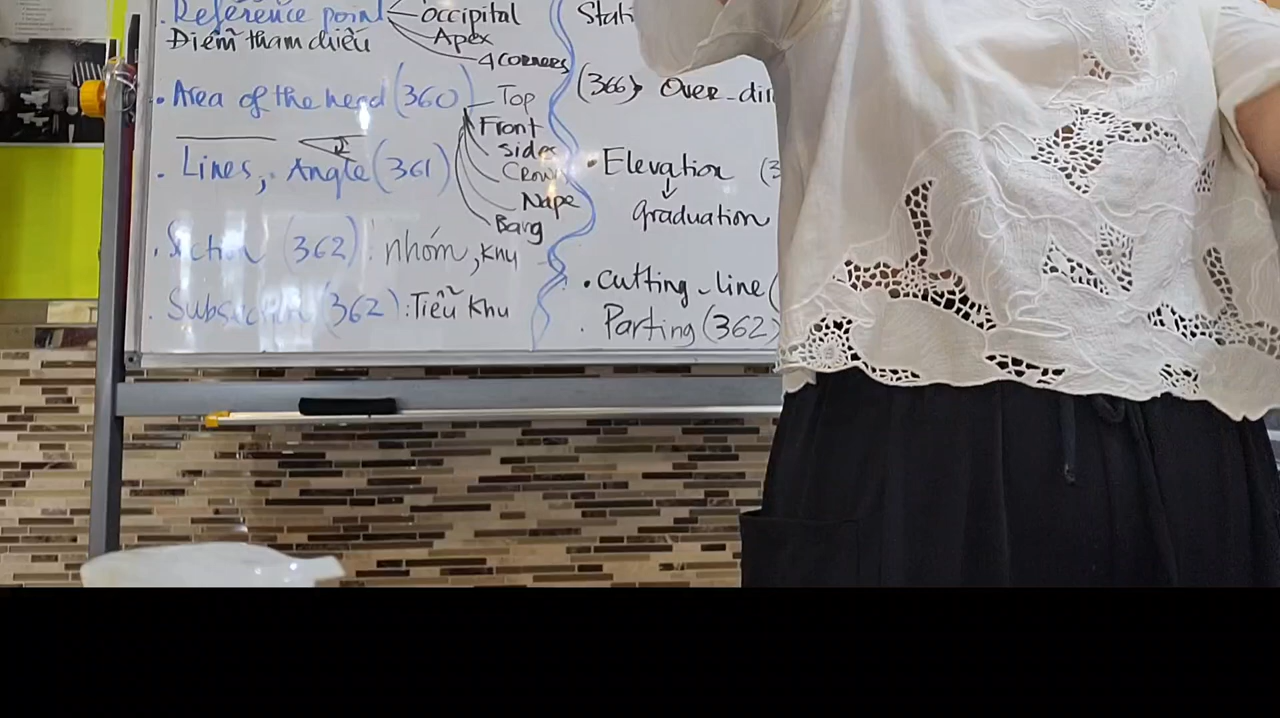 . Reference point
Điểm tham chiếu
occipital
Apex
4 corners
• Area of the head (360)
Top
Front
sides
Crown
Nape
Bang
• Lines, Angle (361)
• Section (362): nhóm, khu
. Subsection (362): Tiểu khu
(366) Over-dir
• Elevation (3
↓
graduation
• cutting-line (
. Parting (362)